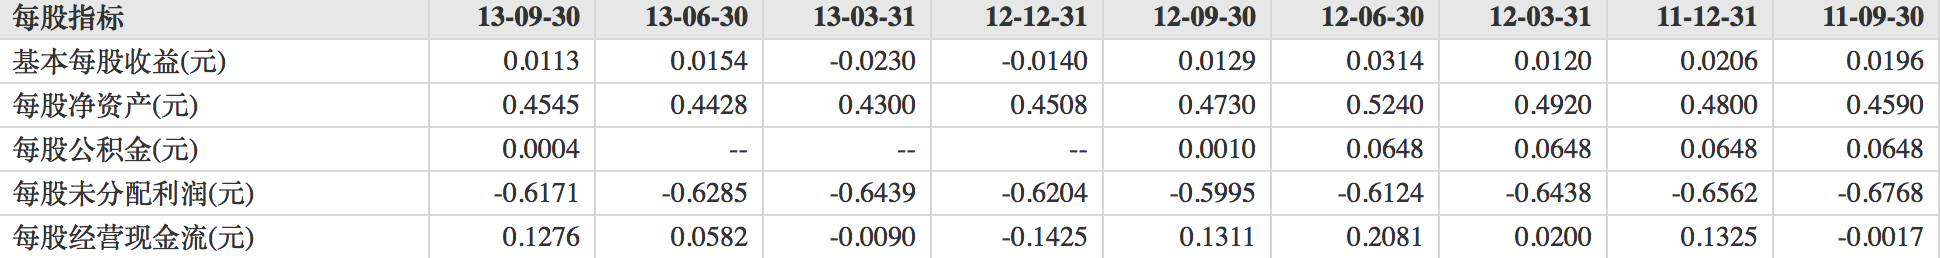 每股指标 13-09-30 13-06-30 13-03-31 12-12-31 12-09-30 12-06-30 12-03-31 11-12-31 11-09-30
基本每股收益(元) 0.0113 0.0154 -0.0230 -0.0140 0.0129 0.0314 0.0120 0.0206 0.0196
每股净资产(元) 0.4545 0.4428 0.4300 0.4508 0.4730 0.5240 0.4920 0.4800 0.4590
每股公积金(元) 0.0004 -- -- -- 0.0010 0.0648 0.0648 0.0648 0.0648
每股未分配利润(元) -0.6171 -0.6285 -0.6439 -0.6204 -0.5995 -0.6124 -0.6438 -0.6562 -0.6768
每股经营现金流(元) 0.1276 0.0582 -0.0090 -0.1425 0.1311 0.2081 0.0200 0.1325 -0.0017